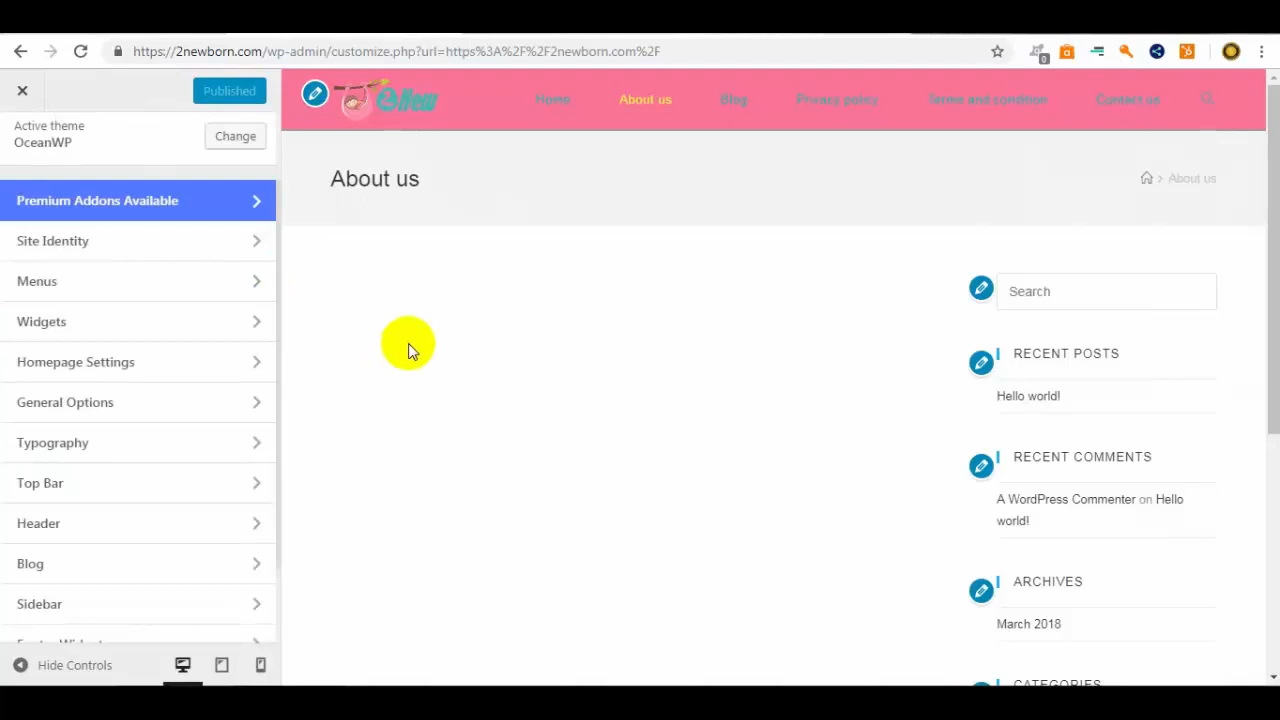 https://2newborn.com/wp-admin/customize.php?url=https%3A%2F%2F2newborn.com%2F
0
Published
Active theme
OceanWP
Change
Premium Addons Available
Site Identity
Menus
Widgets
Homepage Settings
General Options
Typography
Top Bar
Header
Blog
Sidebar
Hide Controls
2New
Home
About us
Blog
Privacy policy
Terms and condition
Contact us
About us
About us
Search
RECENT POSTS
Hello world!
RECENT COMMENTS
A WordPress Commenter on Hello
world!
ARCHIVES
March 2018
CATEGORIES